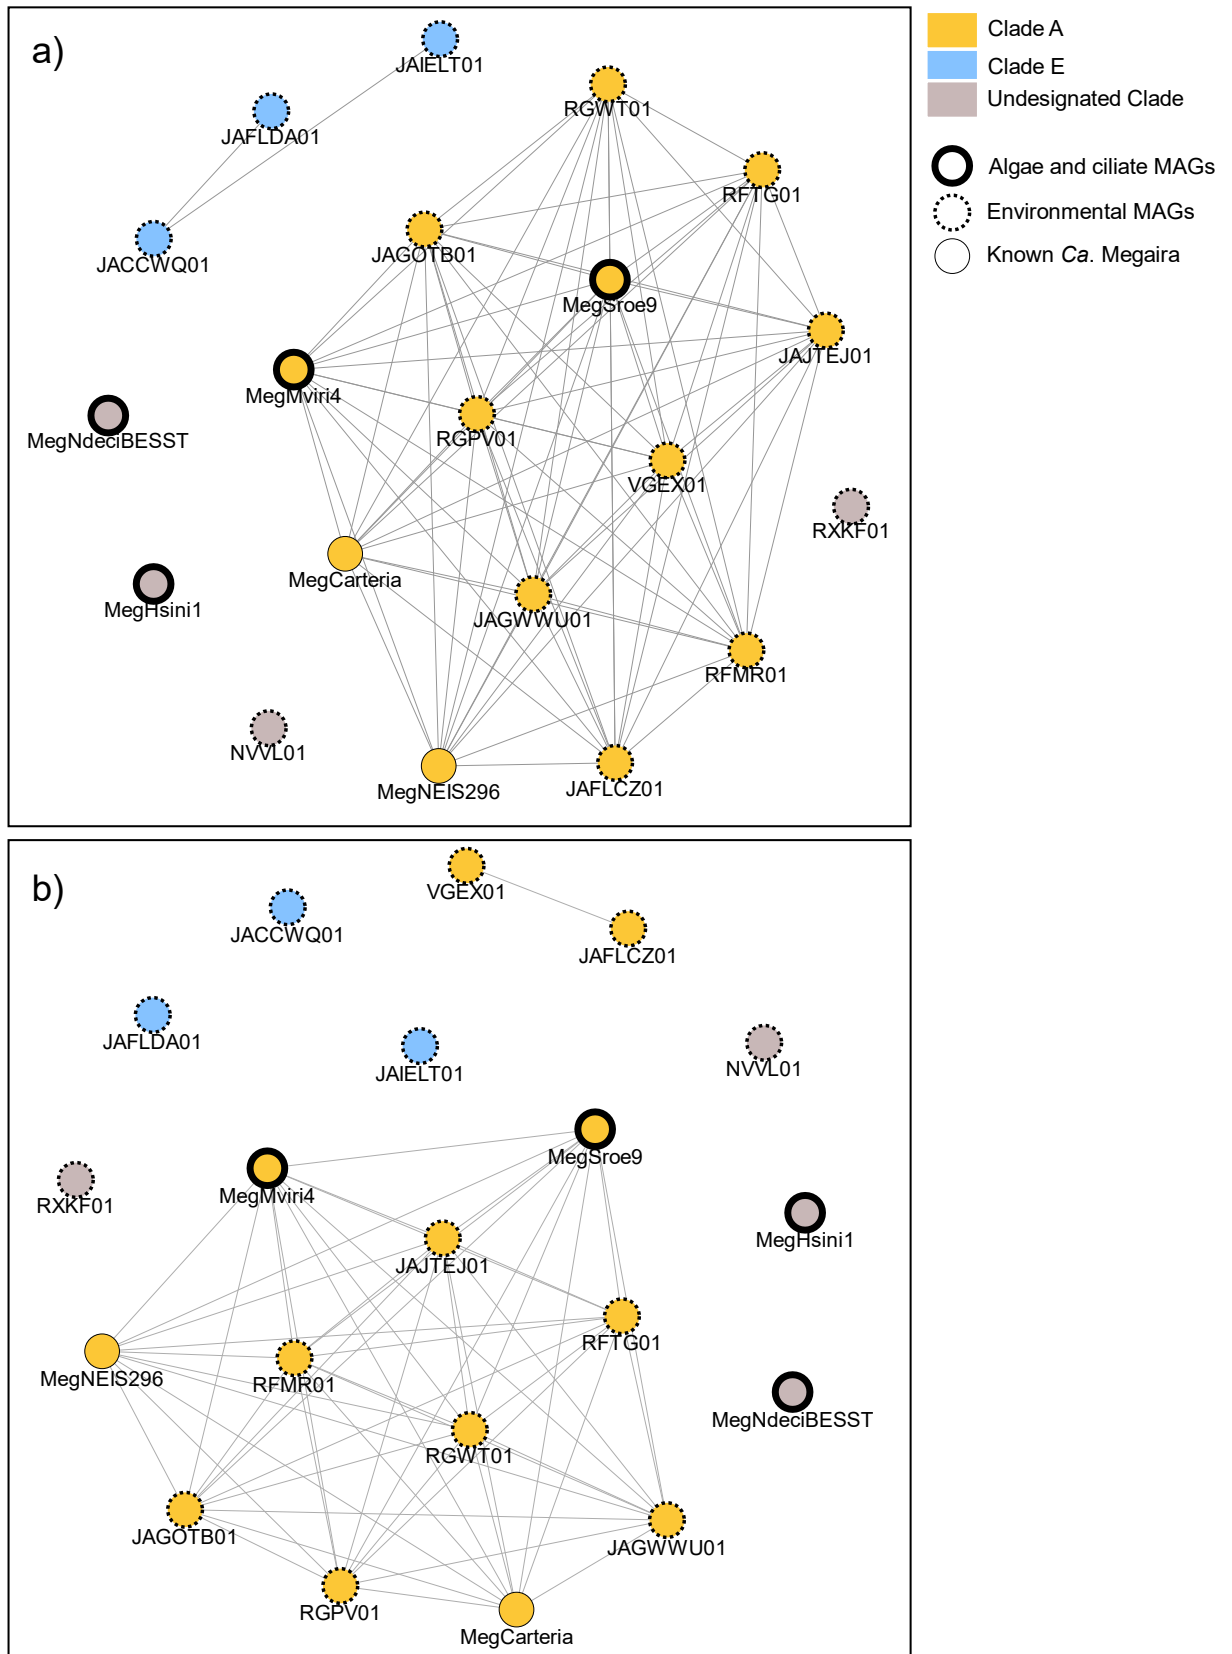 a)
JAIELT01
JAFLDA01
RGWT01
RFTG01
JAGOTB01
JACCWQ01
MegSroe9
JAJTEJ01
MegMviri4
MegNdeciBESST
RGPV01
VGEX01
RXKF01
MegCarteria
MegHsini1
JAGWWU01
RFMR01
NVVL01
MegNEIS296
JAFLCZ01
Clade A
Clade E
Undesignated Clade
Algae and ciliate MAGs
Environmental MAGs
Known Ca. Megaira
b)
VGEX01
JACCWQ01
JAFLCZ01
JAFLDA01
JAIELT01
NVVL01
MegSroe9
RXKF01
MegMviri4
MegHsini1
JAJTEJ01
RFTG01
MegNEIS296
RFMR01
MegNdeciBESST
RGWT01
JAGOTB01
JAGWWU01
RGPV01
MegCarteria